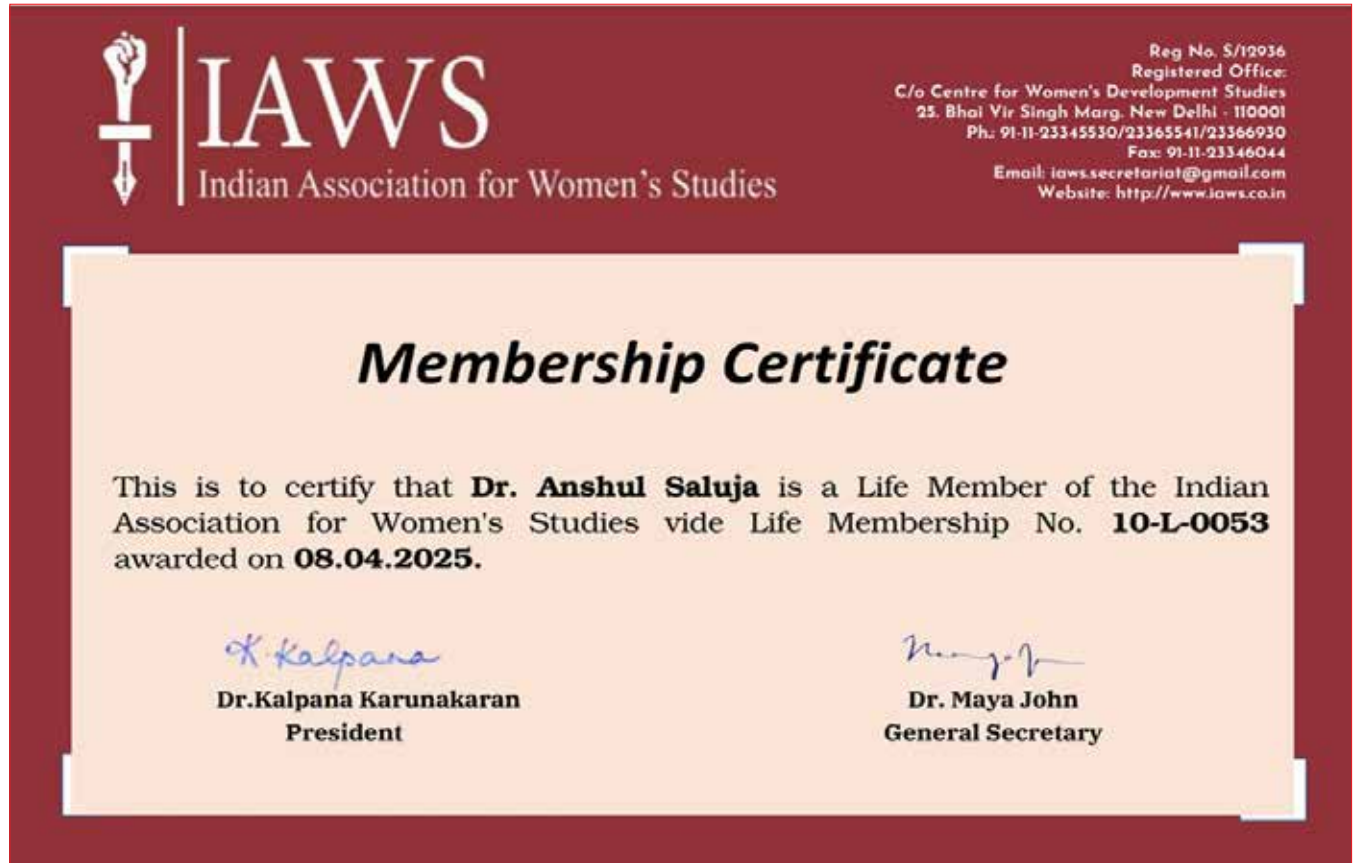 IAWS
Indian Association for Women's Studies
Reg No. S/12936
Registered Office:
C/o Centre for Women's Development Studies
25. Bhai Vir Singh Marg. New Delhi - 110001
Ph.: 91-11-23345530/23365541/23366930
Fax: 91-11-23346044
Email: iaws.secretariat@gmail.com
Website: http://www.iaws.co.in
Membership Certificate
This is to certify that Dr. Anshul Saluja is a Life Member of the Indian
Association for Women's Studies vide Life Membership No. 10-L-0053
awarded on 08.04.2025.
K. Kalpana
Dr.Kalpana Karunakaran
President
Dr. Maya John
General Secretary